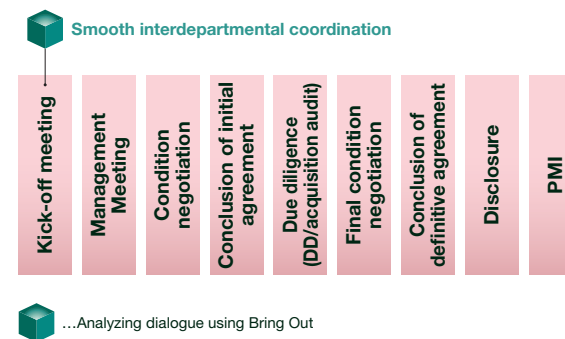 Smooth interdepartmental coordination
Kick-off meeting
Management
Meeting
Condition
negotiation
Conclusion of initial
agreement
Due diligence
(DD/acquisition audit)
Final condition
negotiation
Conclusion of
definitive agreement
Disclosure
PMI
…Analyzing dialogue using Bring Out